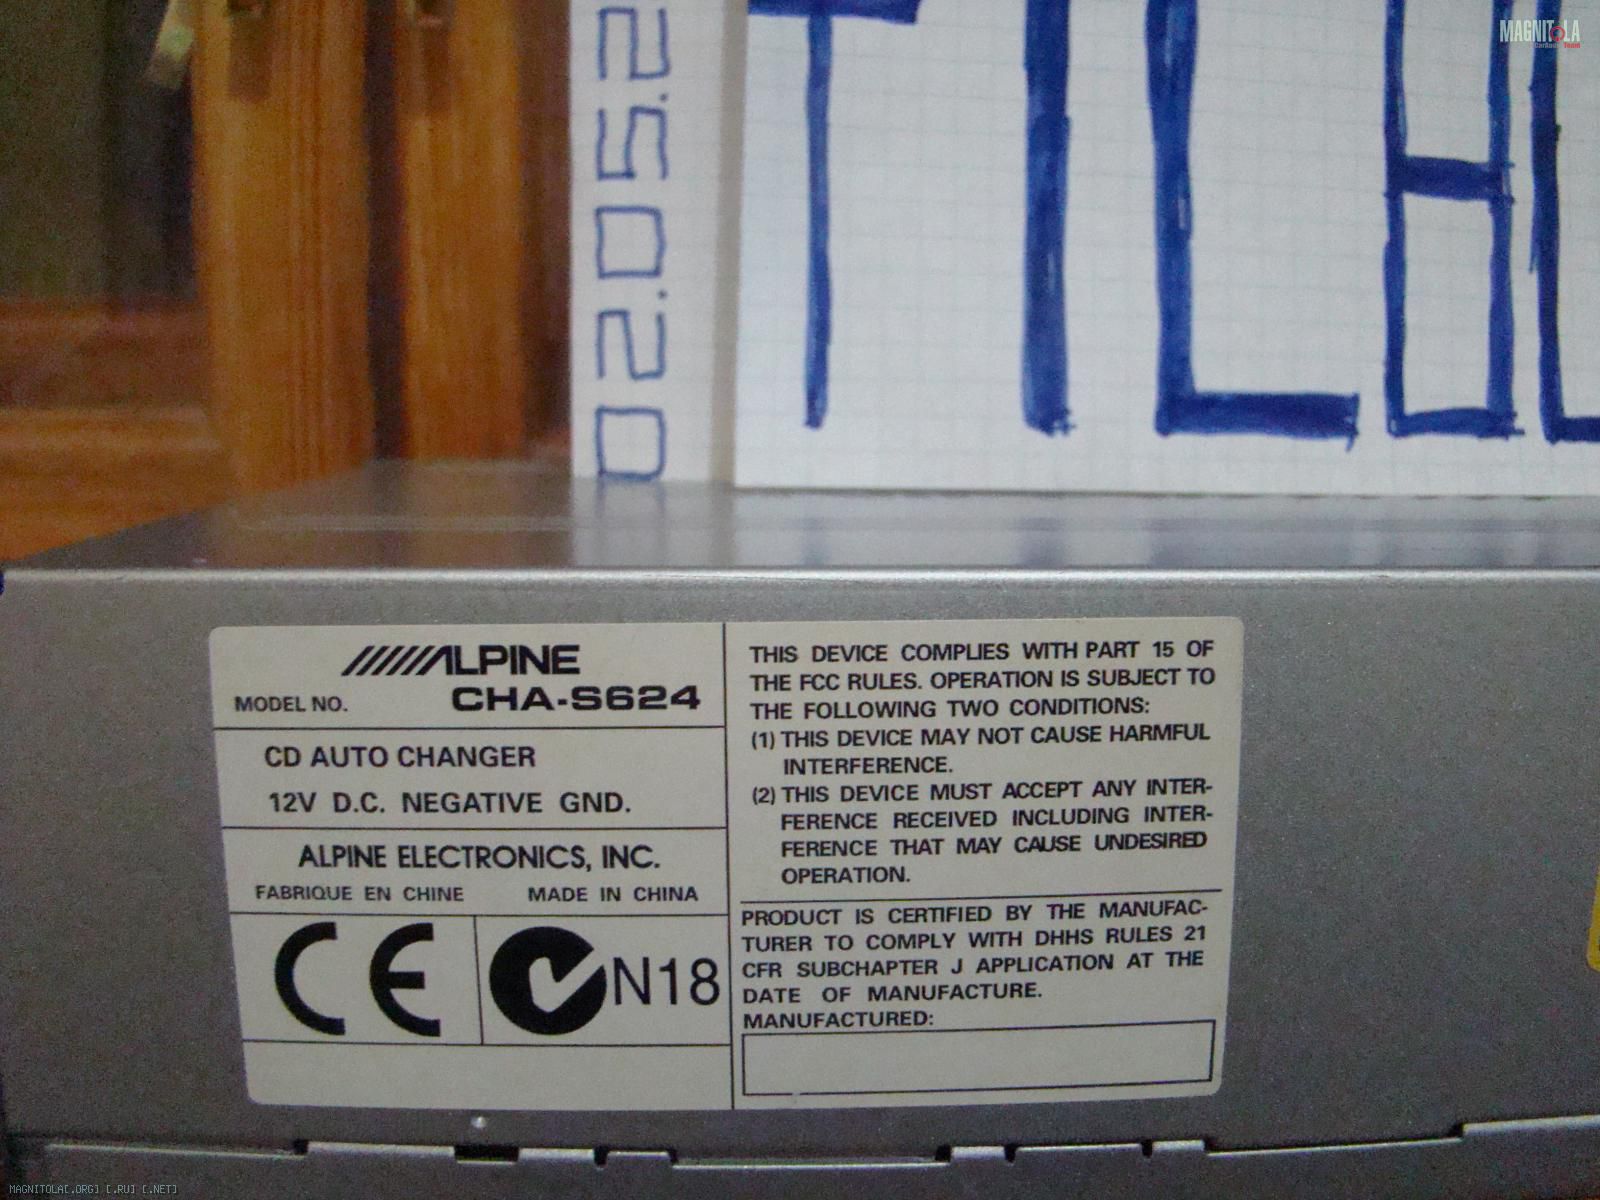 MAGNITOLA
CarAudio Team
ALPINE
MODEL NO. CHA-S624
CD AUTO CHANGER
12V D.C. NEGATIVE GND.
ALPINE ELECTRONICS, INC.
FABRIQUE EN CHINE MADE IN CHINA
CE N18
THIS DEVICE COMPLIES WITH PART 15 OF
THE FCC RULES. OPERATION IS SUBJECT TO
THE FOLLOWING TWO CONDITIONS:
(1) THIS DEVICE MAY NOT CAUSE HARMFUL
INTERFERENCE.
(2) THIS DEVICE MUST ACCEPT ANY INTER-
FERENCE RECEIVED INCLUDING INTER-
FERENCE THAT MAY CAUSE UNDESIRED
OPERATION.
PRODUCT IS CERTIFIED BY THE MANUFAC-
TURER TO COMPLY WITH DHHS RULES 21
CFR SUBCHAPTER J APPLICATION AT THE
DATE OF MANUFACTURE.
MANUFACTURED:
MAGNITOLA[.ORG] [.RU] [.NET]